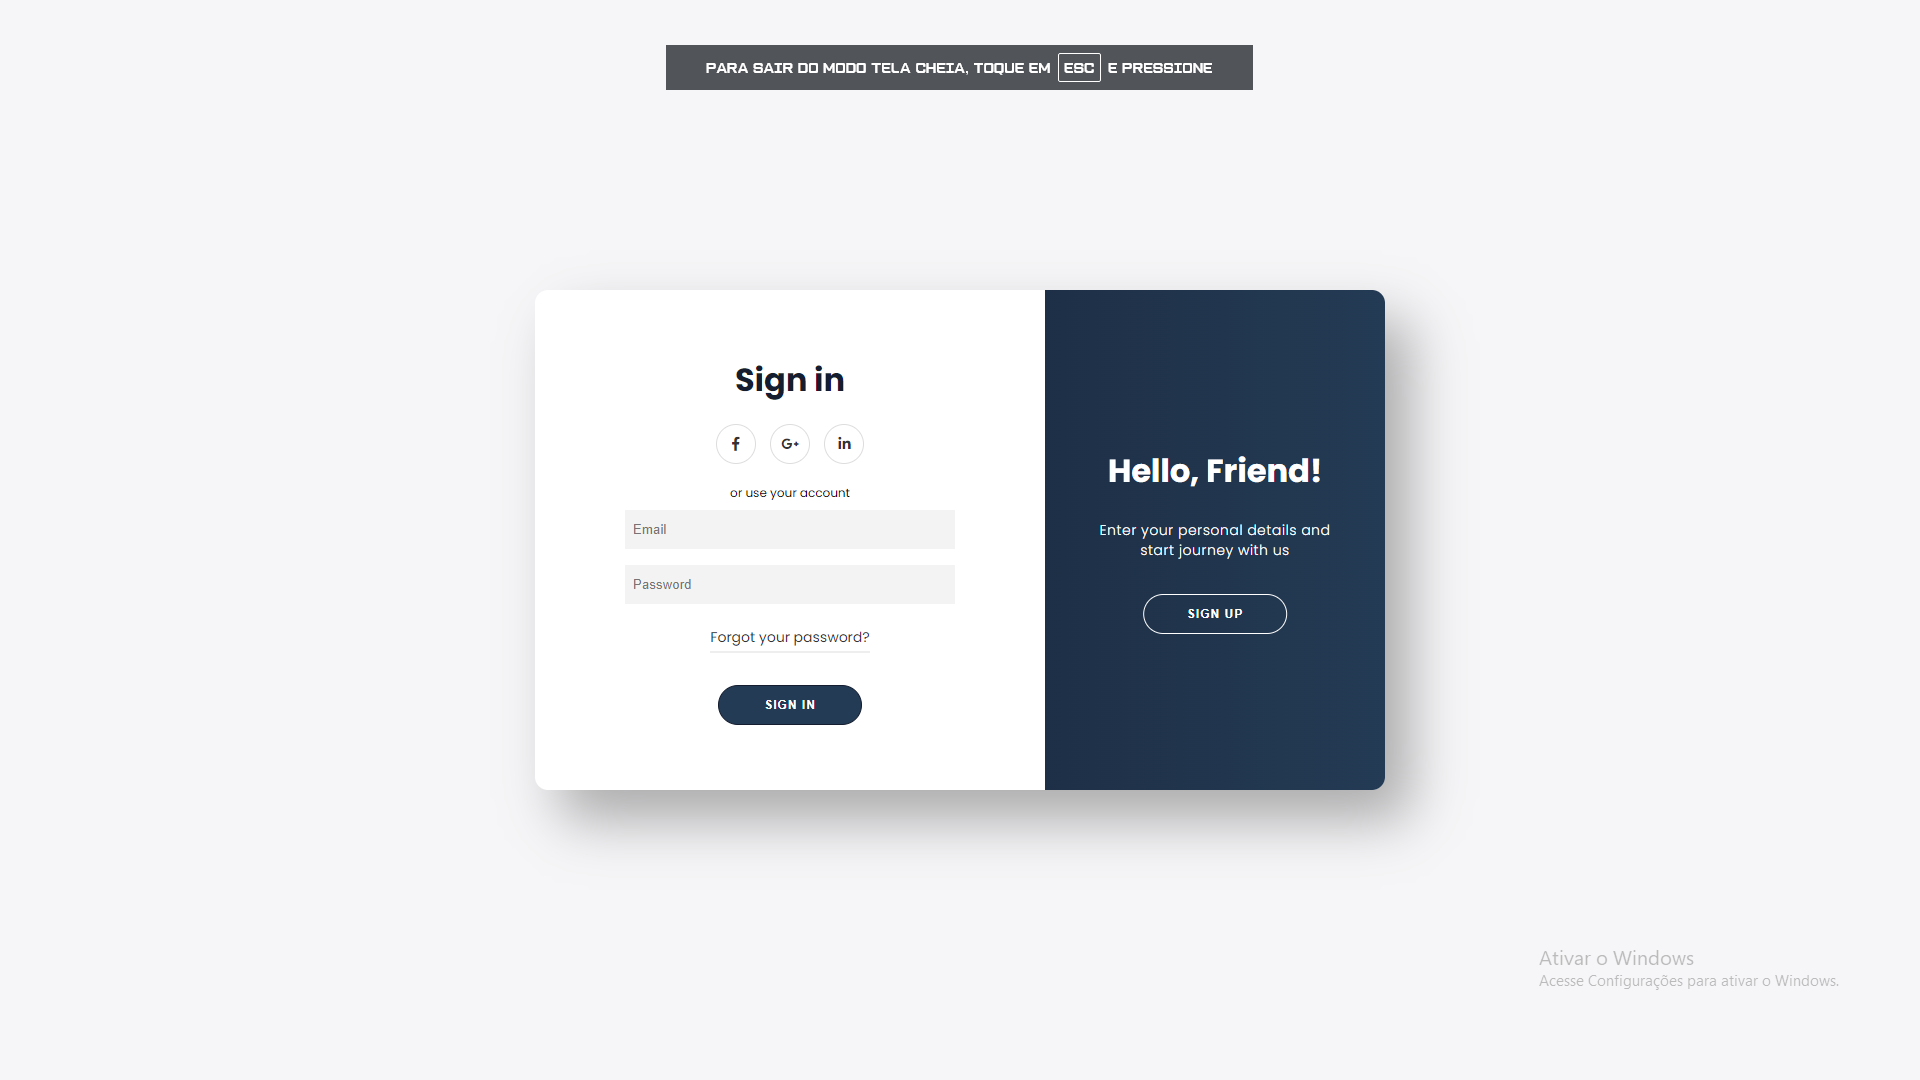 PARA SAIR DO MODO TELA CHEIA, TOQUE EM ESC E PRESSIONE
Sign in
f G+ in
or use your account
Email
Password
Forgot your password?
SIGN IN
Hello, Friend!
Enter your personal details and
start journey with us
SIGN UP
Ativar o Windows
Acesse Configurações para ativar o Windows.